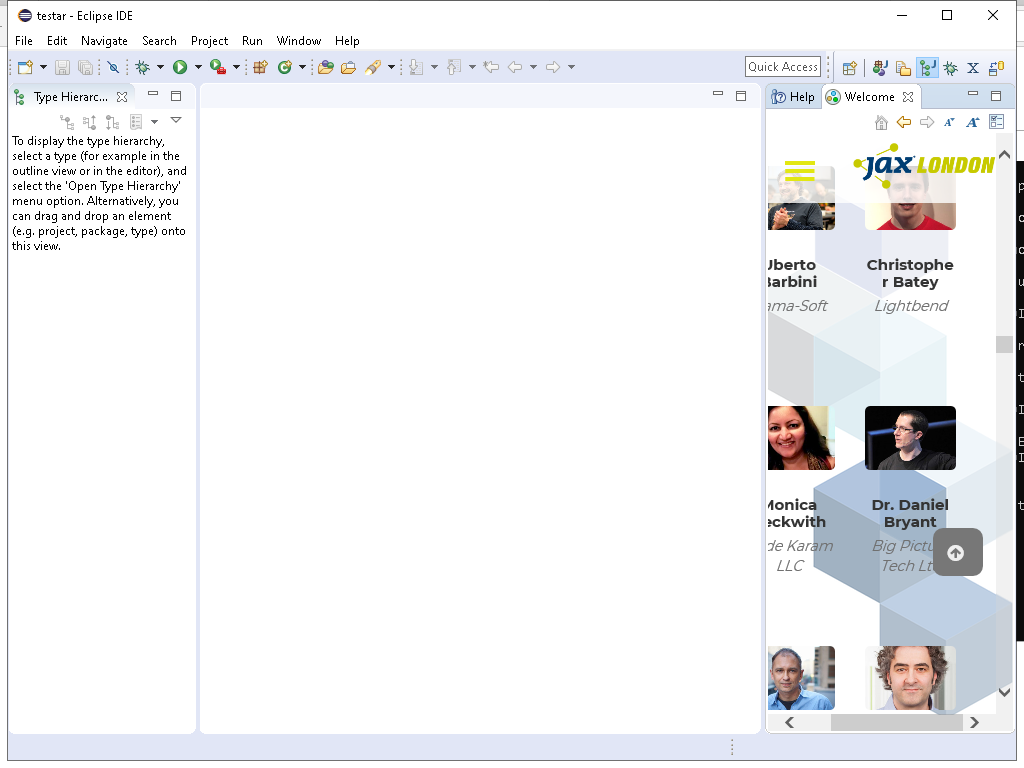 testar - Eclipse IDE
File Edit Navigate Search Project Run Window Help
Quick Access
Type Hierarc...
Help
Welcome
To display the type hierarchy,
select a type (for example in the
outline view or in the editor), and
select the 'Open Type Hierarchy'
menu option. Alternatively, you
can drag and drop an element
(e.g. project, package, type) onto
this view.
JAX LONDON
Uberto
Barbini
ama-Soft
Christophe
r Batey
Lightbend
Monica
eckwith
de Karam
LLC
Dr. Daniel
Bryant
Big Pictu
Tech Lt